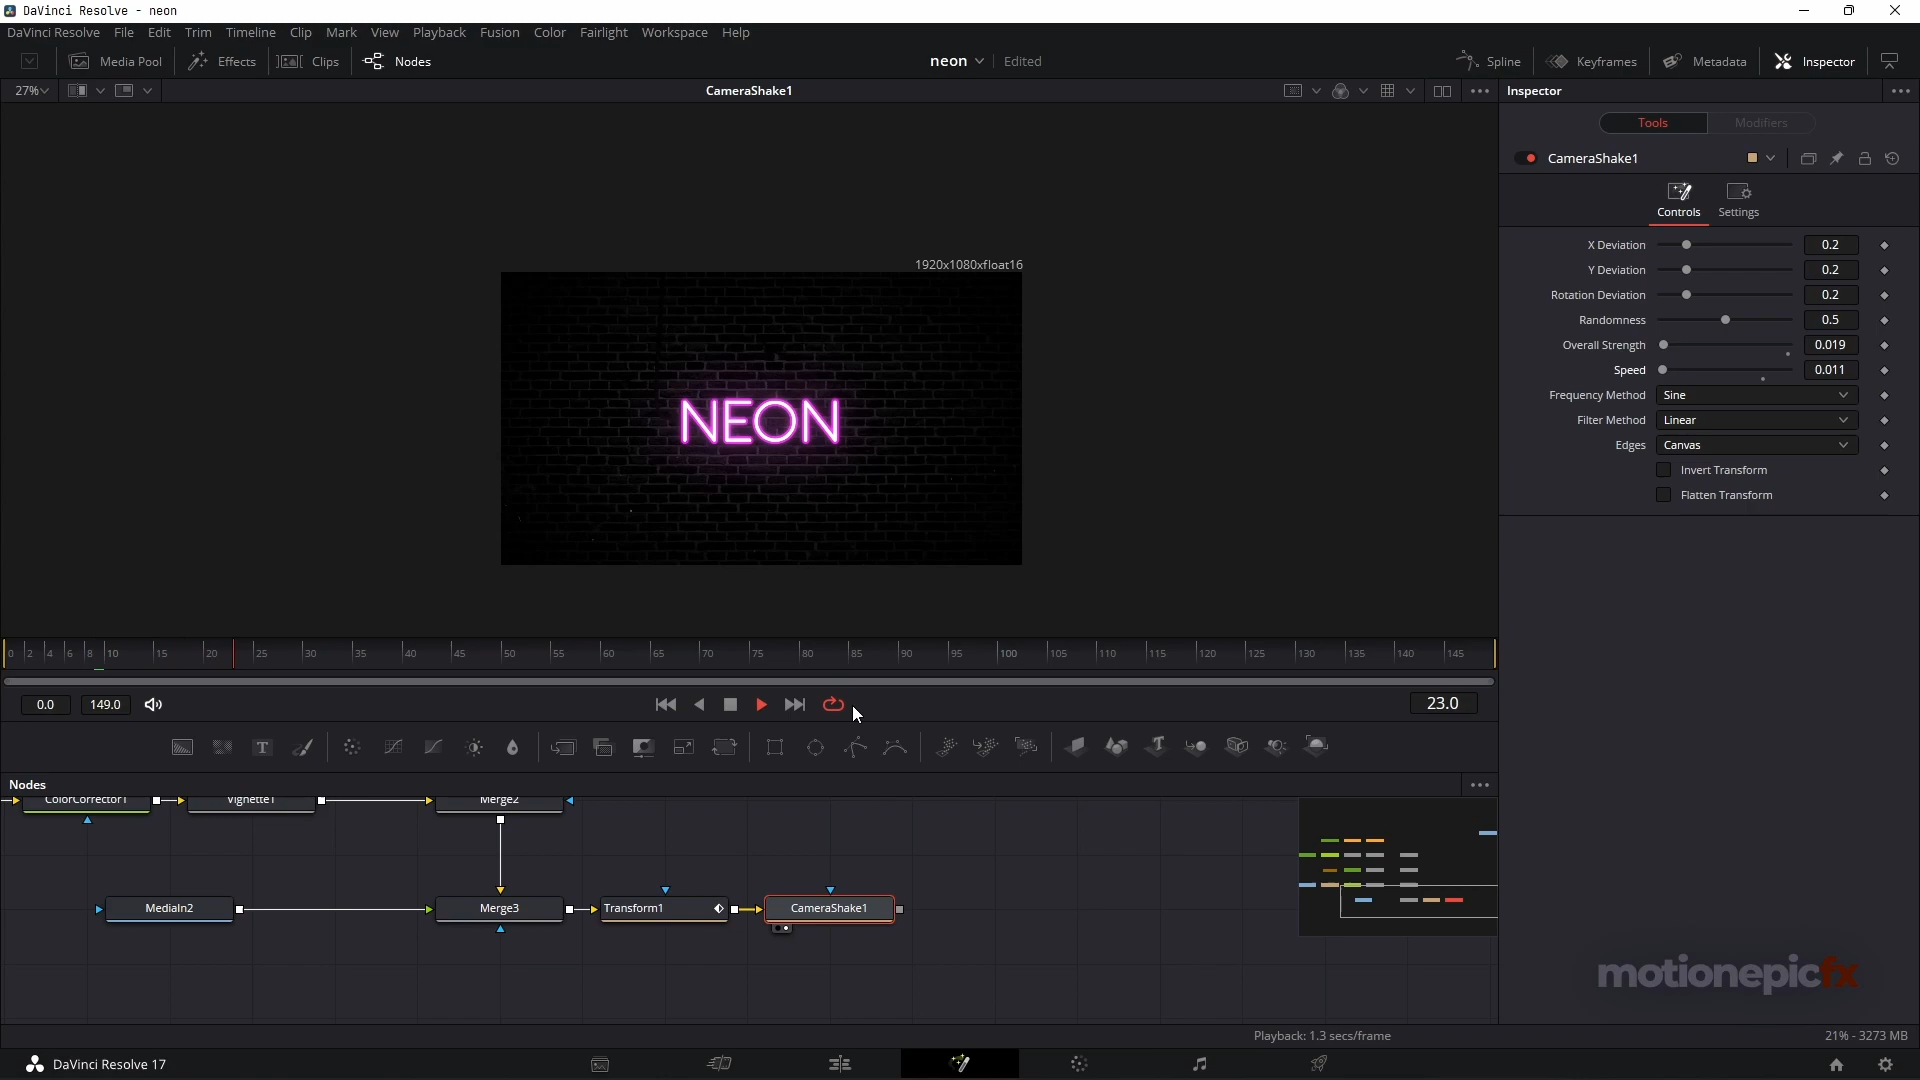 DaVinci Resolve - neon
DaVinci Resolve File Edit Trim Timeline Clip Mark View Playback Fusion Color Fairlight Workspace Help
Media Pool Effects Clips Nodes neon Edited Spline Keyframes Metadata Inspector
27% CameraShake1 Inspector
Tools Modifiers
CameraShake1
Controls Settings
X Deviation 0.2
Y Deviation 0.2
Rotation Deviation 0.2
Randomness 0.5
Overall Strength 0.019
Speed 0.011
Frequency Method Sine
Filter Method Linear
Edges Canvas
Invert Transform
Flatten Transform
1920x1080xfloat16
NEON
0 2 4 6 8 10 15 20 25 30 35 40 45 50 55 60 65 70 75 80 85 90 95 100 105 110 115 120 125 130 135 140 145
0.0 149.0 23.0
Nodes
ColorCorrector1 Vignette1 Merge2
MediaIn2 Merge3 Transform1 CameraShake1
motionepicfx
Playback: 1.3 secs/frame 21% - 3273 MB
DaVinci Resolve 17